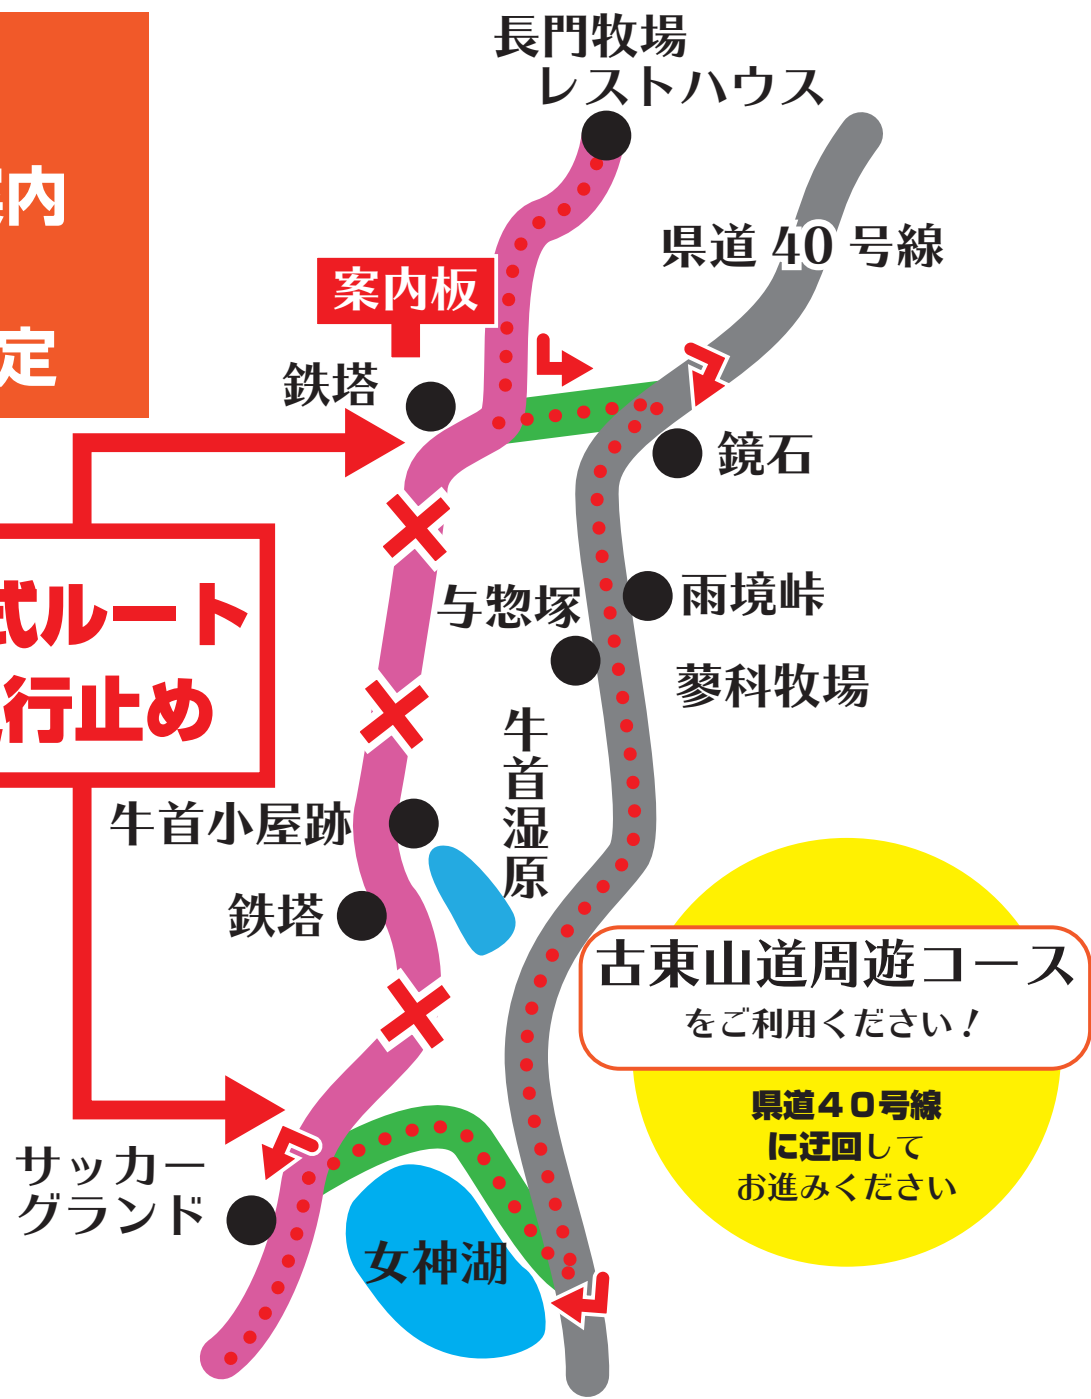 長門牧場
レストハウス
案内
定
県道 40 号線
案内板
鉄塔
鏡石
式ルート
行止め
与惣塚
雨境峠
蓼科牧場
牛首湿原
牛首小屋跡
鉄塔
古東山道周遊コース
をご利用ください！
県道４０号線
に迂回して
お進みください
サッカー
グランド
女神湖